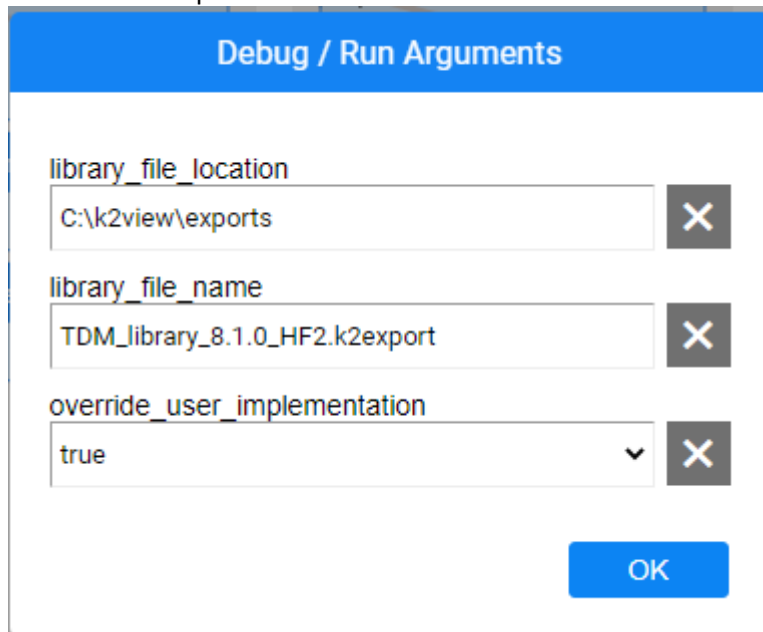 Debug / Run Arguments
library_file_location
C:\k2view\exports
library_file_name
TDM_library_8.1.0_HF2.k2export
override_user_implementation
true
OK